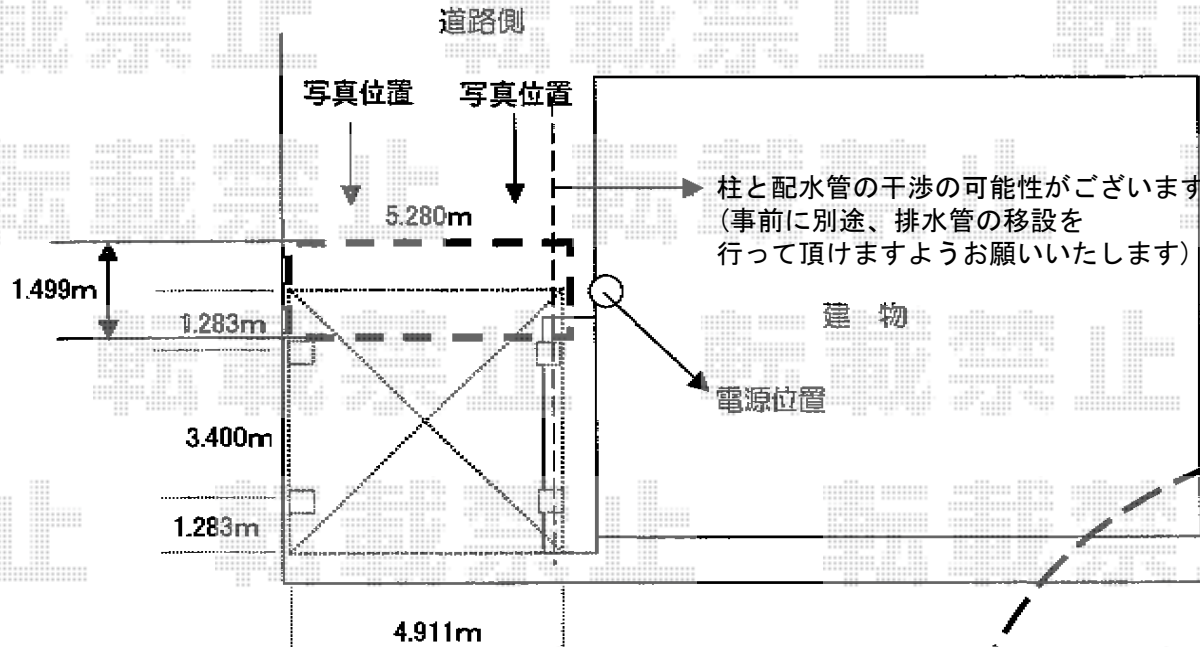 道路側
写真位置 写真位置
柱と配水管の干渉の可能性がございます
(事前に別途、排水管の移設を
行って頂けますようお願いいたします)
5.280m
1.499m
1.283m
建 物
電源位置
3.400m
1.283m
4.911m
転載禁止